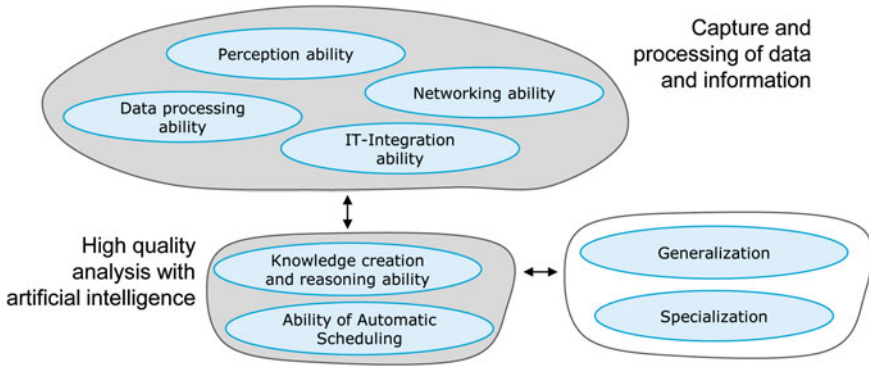 Capture and
processing of data
and information
Perception ability
Networking ability
Data processing
ability
IT-Integration
ability
High quality
analysis with
artificial intelligence
Knowledge creation
and reasoning ability
Ability of Automatic
Scheduling
Generalization
Specialization